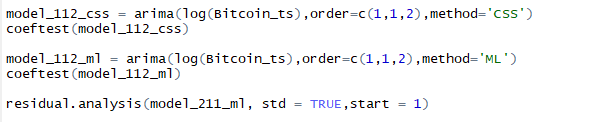 model_112_css = arima(log(Bitcoin_ts),order=c(1,1,2),method='CSS')
coeftest(model_112_css)
model_112_ml = arima(log(Bitcoin_ts),order=c(1,1,2),method='ML')
coeftest(model_112_ml)
residual.analysis(model_211_ml, std = TRUE,start = 1)